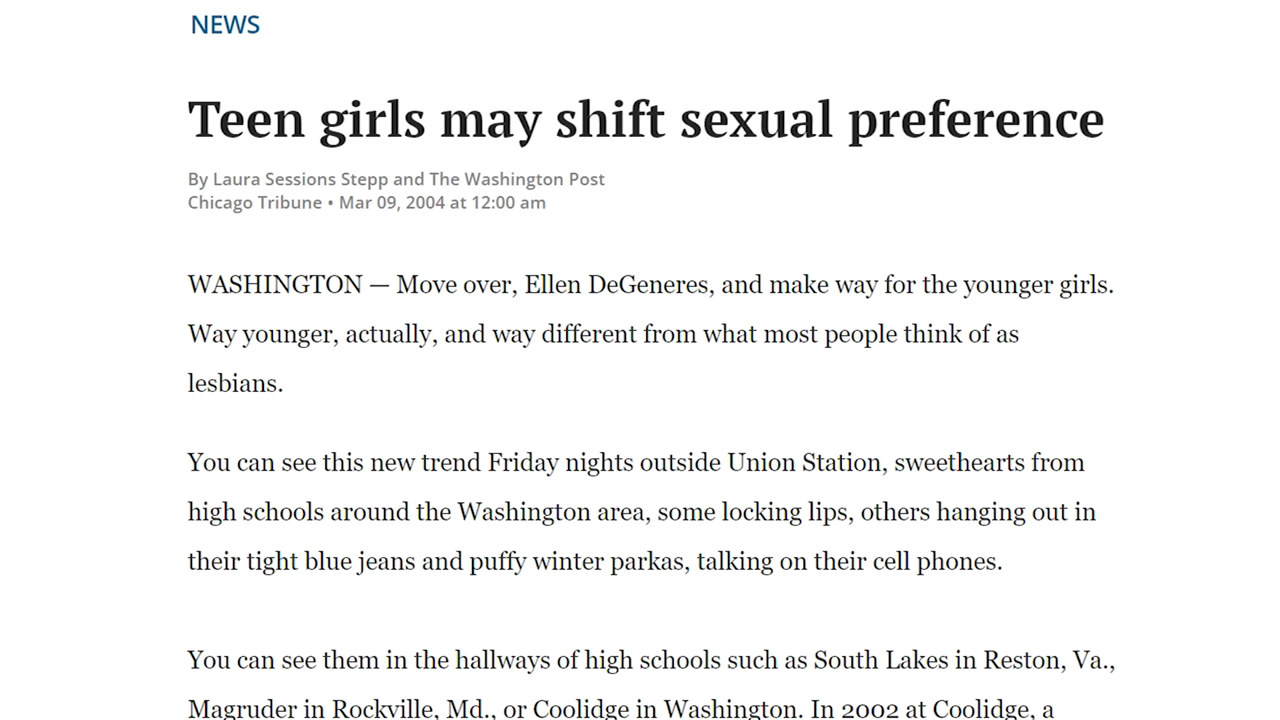 NEWS
Teen girls may shift sexual preference
By Laura Sessions Stepp and The Washington Post
Chicago Tribune • Mar 09, 2004 at 12:00 am
WASHINGTON — Move over, Ellen DeGeneres, and make way for the younger girls.
Way younger, actually, and way different from what most people think of as
lesbians.
You can see this new trend Friday nights outside Union Station, sweethearts from
high schools around the Washington area, some locking lips, others hanging out in
their tight blue jeans and puffy winter parkas, talking on their cell phones.
You can see them in the hallways of high schools such as South Lakes in Reston, Va.,
Magruder in Rockville, Md., or Coolidge in Washington. In 2002 at Coolidge, a